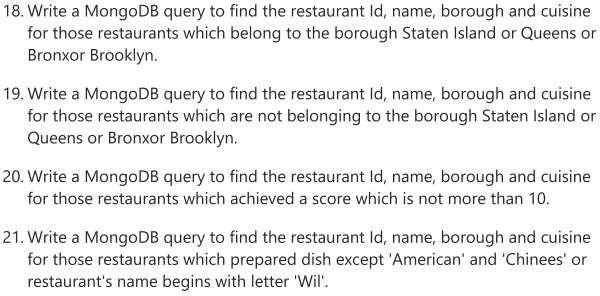 18. Write a MongoDB query to find the restaurant Id, name, borough and cuisine
for those restaurants which belong to the borough Staten Island or Queens or
Bronxor Brooklyn.
19. Write a MongoDB query to find the restaurant Id, name, borough and cuisine
for those restaurants which are not belonging to the borough Staten Island or
Queens or Bronxor Brooklyn.
20. Write a MongoDB query to find the restaurant Id, name, borough and cuisine
for those restaurants which achieved a score which is not more than 10.
21. Write a MongoDB query to find the restaurant Id, name, borough and cuisine
for those restaurants which prepared dish except 'American' and 'Chinees' or
restaurant's name begins with letter 'Wil'.